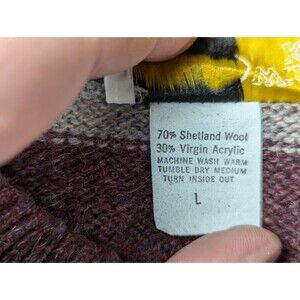 70% Shetland Wool
30% Virgin Acrylic
MACHINE WASH WARM
TUMBLE DRY MEDIUM
TURN INSIDE OUT
L